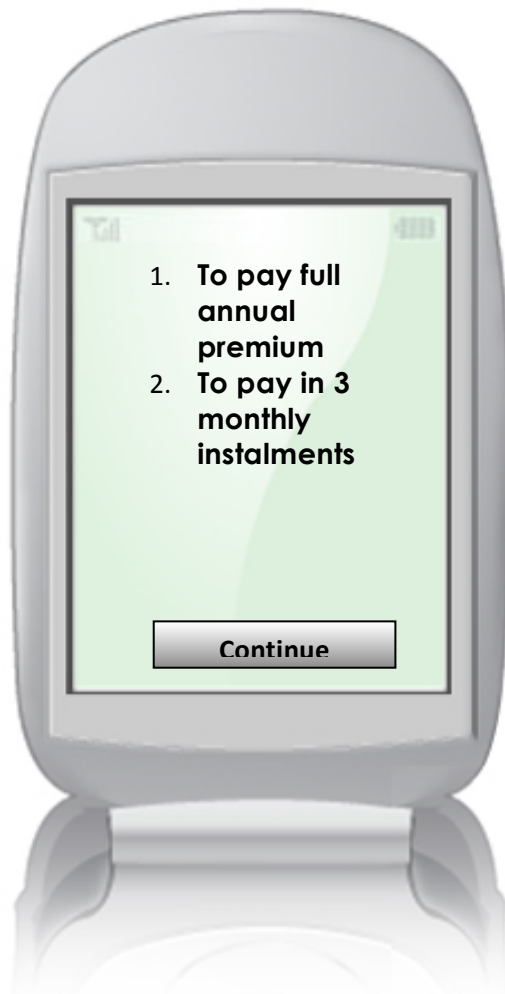 1. To pay full
annual
premium
2. To pay in 3
monthly
instalments
Continue